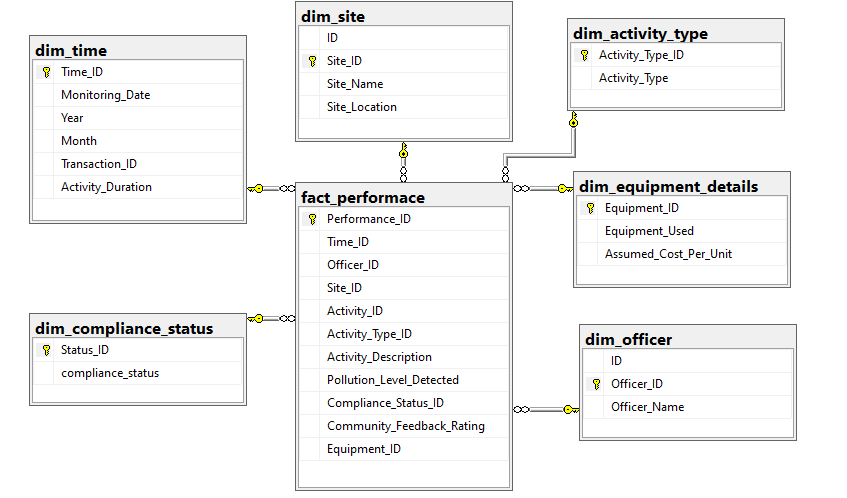 dim_time
Time_ID
Monitoring_Date
Year
Month
Transaction_ID
Activity_Duration
dim_site
ID
Site_ID
Site_Name
Site_Location
dim_activity_type
Activity_Type_ID
Activity_Type
fact_performace
Performance_ID
Time_ID
Officer_ID
Site_ID
Activity_ID
Activity_Type_ID
Activity_Description
Pollution_Level_Detected
Compliance_Status_ID
Community_Feedback_Rating
Equipment_ID
dim_equipment_details
Equipment_ID
Equipment_Used
Assumed_Cost_Per_Unit
dim_compliance_status
Status_ID
compliance_status
dim_officer
ID
Officer_ID
Officer_Name